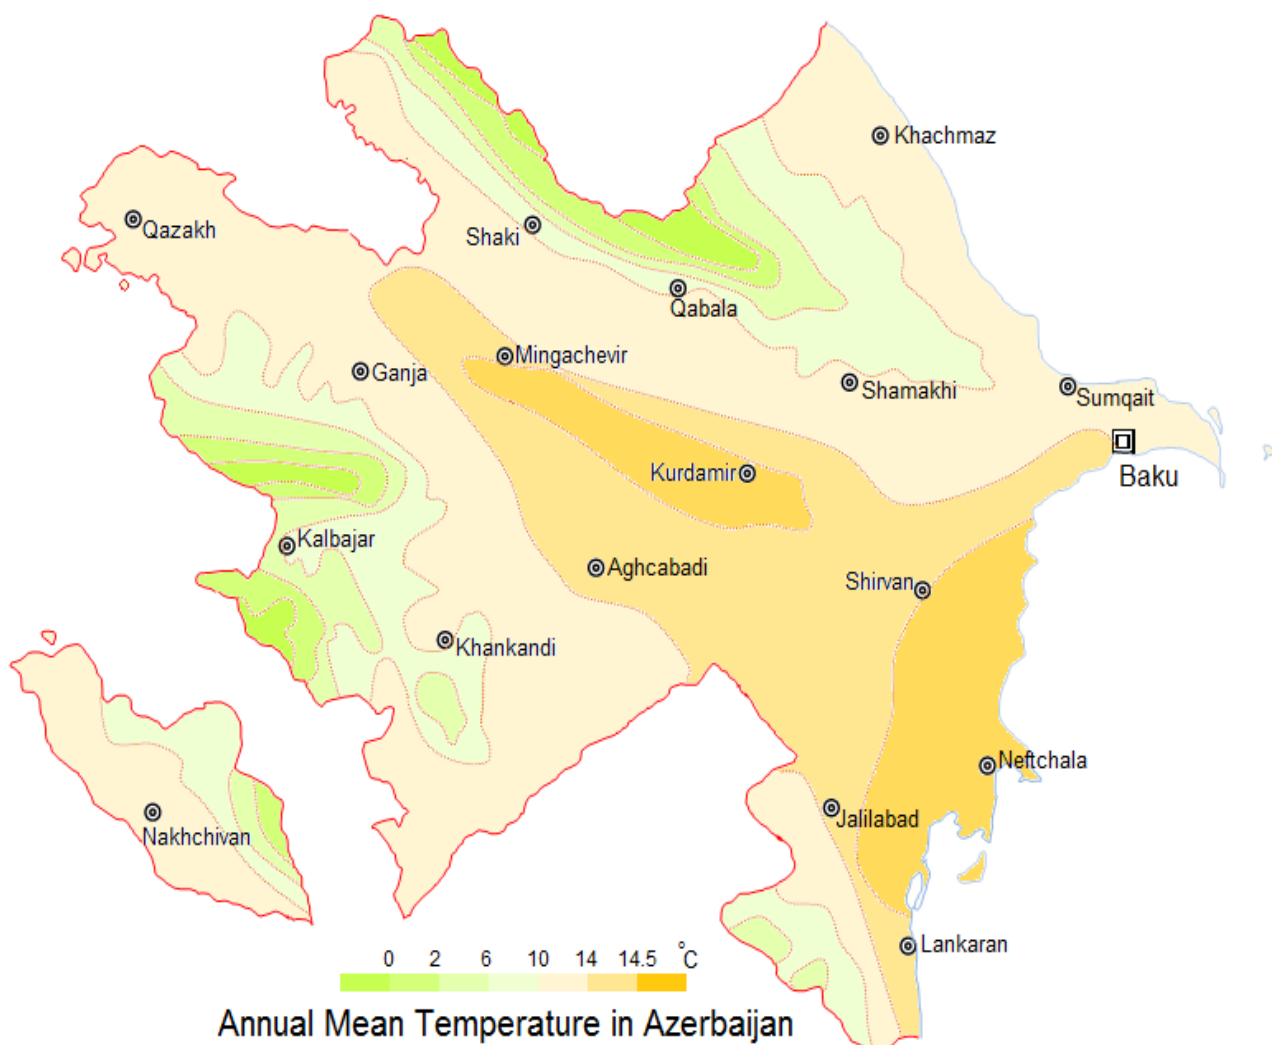 Khachmaz
Qazakh
Shaki
Qabala
Mingachevir
Ganja
Shamakhi
Sumqait
Baku
Kurdamir
Kalbajar
Aghcabadi
Shirvan
Khankandi
Neftchala
Nakhchivan
Jalilabad
Lankaran
0 2 6 10 14 14.5 °C
Annual Mean Temperature in Azerbaijan